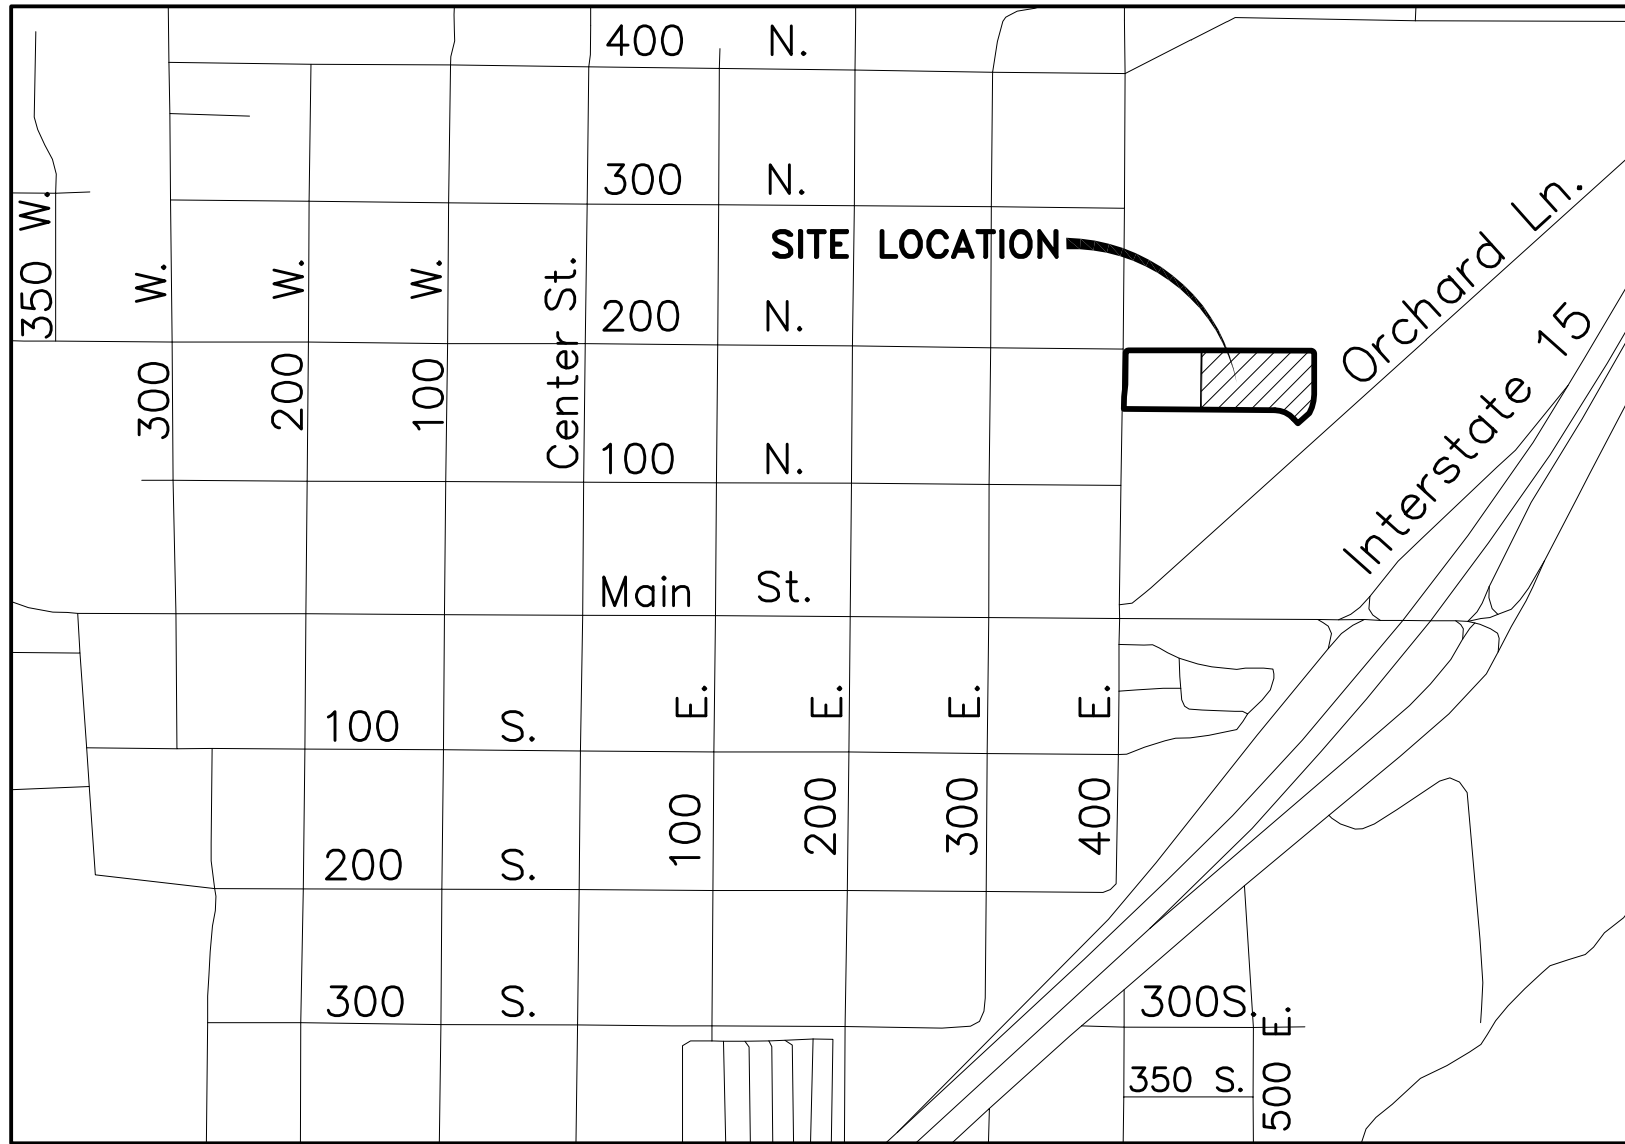 400 N.
300 N.
SITE LOCATION
200 N.
100 N.
Main St.
350 W.
300 W.
200 W.
100 W.
Center St.
Orchard Ln.
Interstate 15
100 S.
200 S.
300 S.
100 E.
200 E.
300 E.
400 E.
300S.
350 S.
500 E.